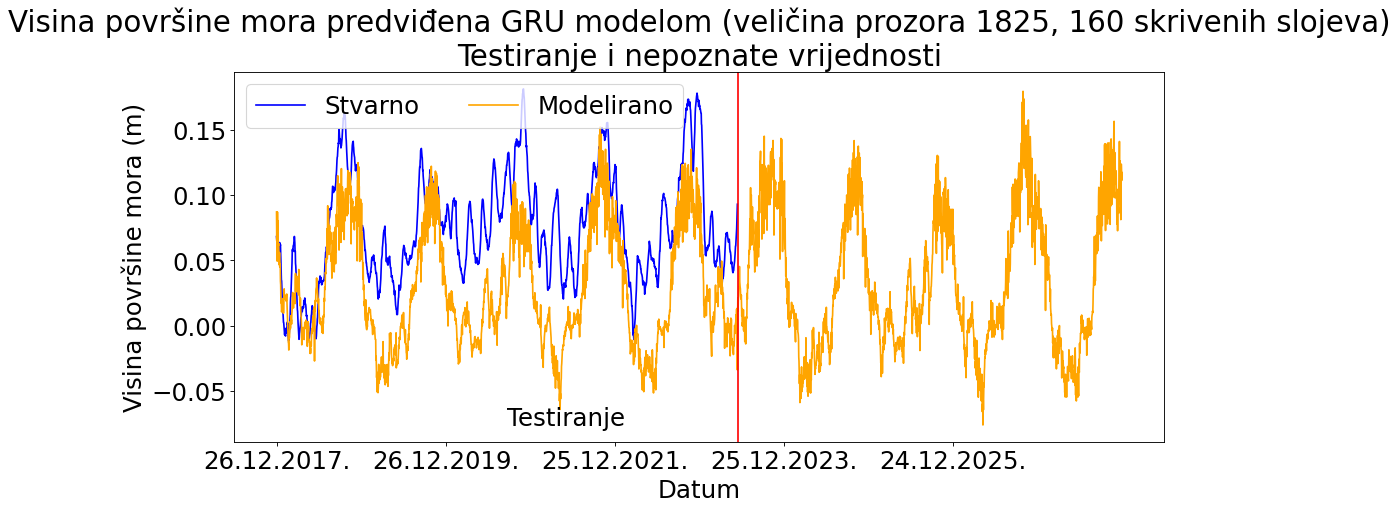 Visina površine mora predviđena GRU modelom (veličina prozora 1825, 160 skrivenih slojeva)
Testiranje i nepoznate vrijednosti
Stvarno Modelirano
Visina površine mora (m)
0.15
0.10
0.05
0.00
−0.05
Testiranje
26.12.2017. 26.12.2019. 25.12.2021. 25.12.2023. 24.12.2025.
Datum